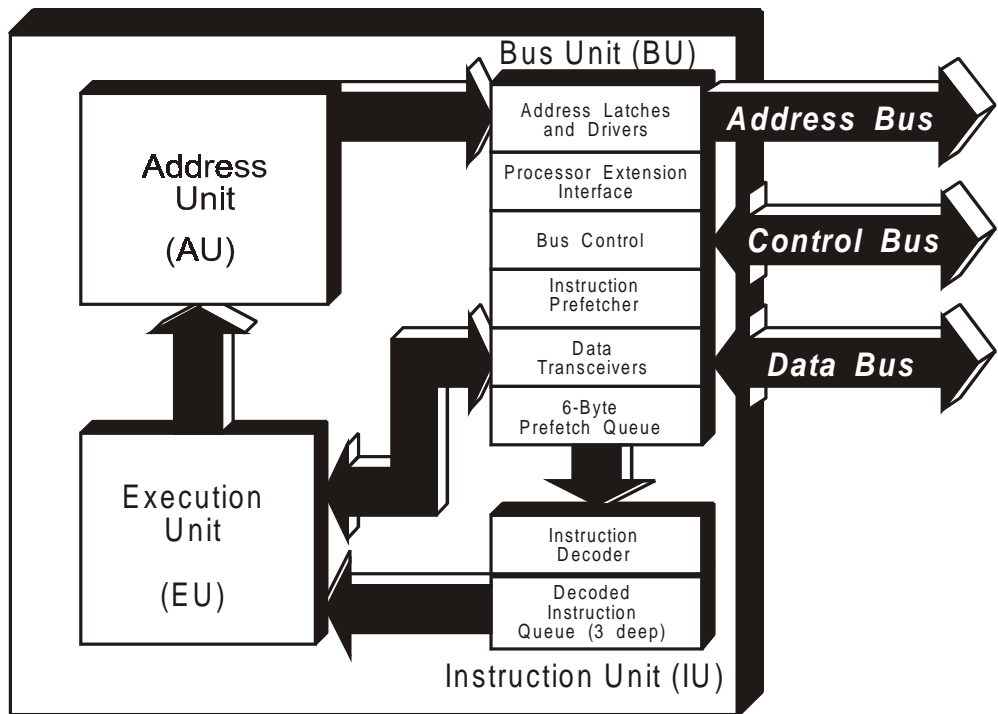 Bus Unit (BU)
Address Latches
and Drivers
Processor Extension
Interface
Bus Control
Instruction
Prefetcher
Data
Transceivers
6-Byte
Prefetch Queue
Address Bus
Control Bus
Data Bus
Address
Unit
(AU)
Execution
Unit
(EU)
Instruction
Decoder
Decoded
Instruction
Queue (3 deep)
Instruction Unit (IU)